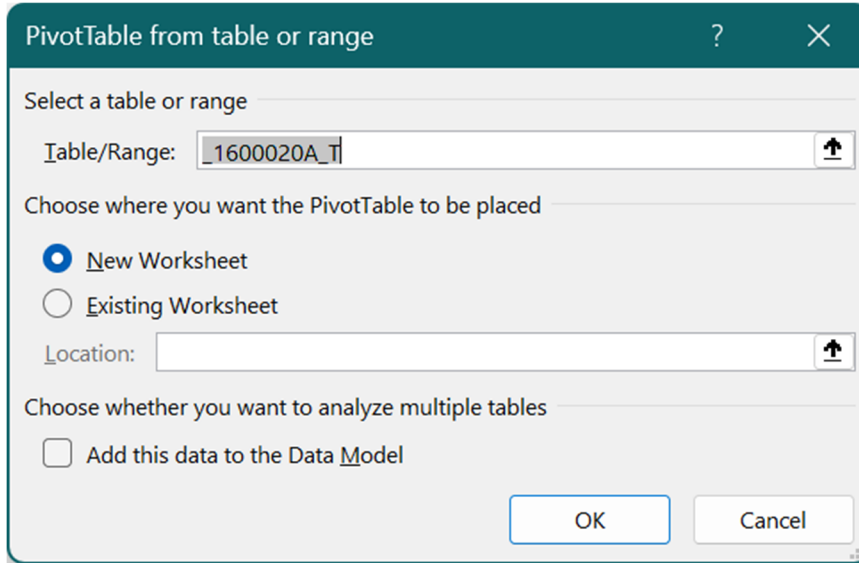 PivotTable from table or range ?
Select a table or range
Table/Range: _1600020A_T
Choose where you want the PivotTable to be placed
New Worksheet
Existing Worksheet
Location:
Choose whether you want to analyze multiple tables
Add this data to the Data Model
OK Cancel